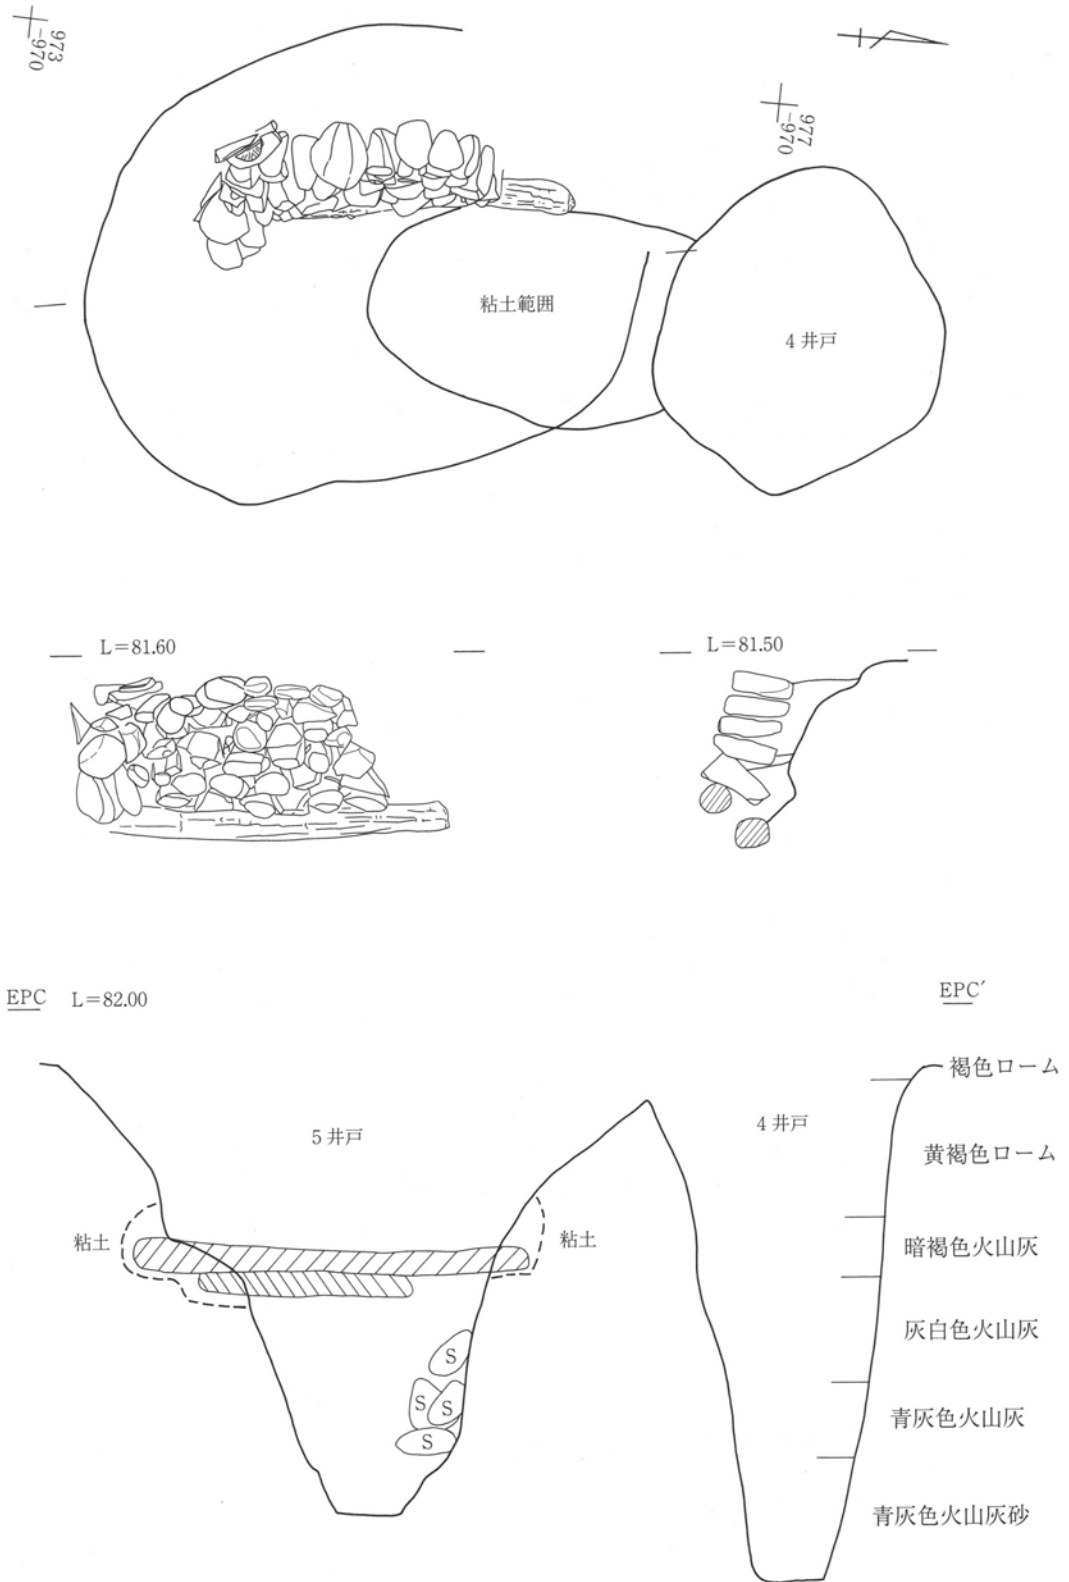 973
-970
977
-970
粘土範囲
4 井戸
L=81.60
L=81.50
EPC L=82.00
EPC′
褐色ローム
5 井戸
4 井戸
黄褐色ローム
粘土
粘土
暗褐色火山灰
灰白色火山灰
S
S
S
S
青灰色火山灰
青灰色火山灰砂